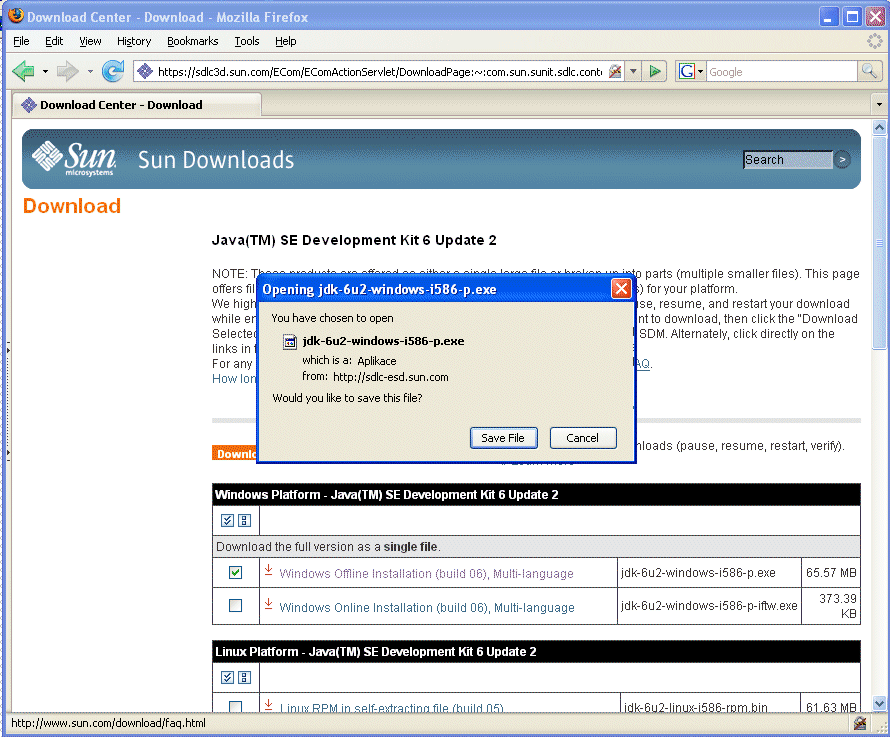 Download Center - Download - Mozilla Firefox
File Edit View History Bookmarks Tools Help
https://sdlc3d.sun.com/ECom/EComActionServlet/DownloadPage:~:com.sun.sunit.sdlc.conte
G Google
Download Center - Download
Sun microsystems
Sun Downloads
Search
>
Download
Java(TM) SE Development Kit 6 Update 2
NOTE: These products are offered as either a single large file or broken up into parts (multiple smaller files). This page
offers fil s) for your platform.
We high use, resume, and restart your download
while en nt to download, then click the "Download
Selected SDM. Alternately, click directly on the
links in t
For any AQ.
How lon
Opening jdk-6u2-windows-i586-p.exe
You have chosen to open
jdk-6u2-windows-i586-p.exe
which is a: Aplikace
from: http://sdlc-esd.sun.com
Would you like to save this file?
Save File Cancel
Downlo nloads (pause, resume, restart, verify).
Windows Platform - Java(TM) SE Development Kit 6 Update 2
Download the full version as a single file.
Windows Offline Installation (build 06), Multi-language jdk-6u2-windows-i586-p.exe 65.57 MB
Windows Online Installation (build 06), Multi-language jdk-6u2-windows-i586-p-iftw.exe 373.39 KB
Linux Platform - Java(TM) SE Development Kit 6 Update 2
Linux RPM in self-extracting file (build 05) jdk-6u2-linux-i586-rpm.bin 61.63 MB
http://www.sun.com/download/faq.html